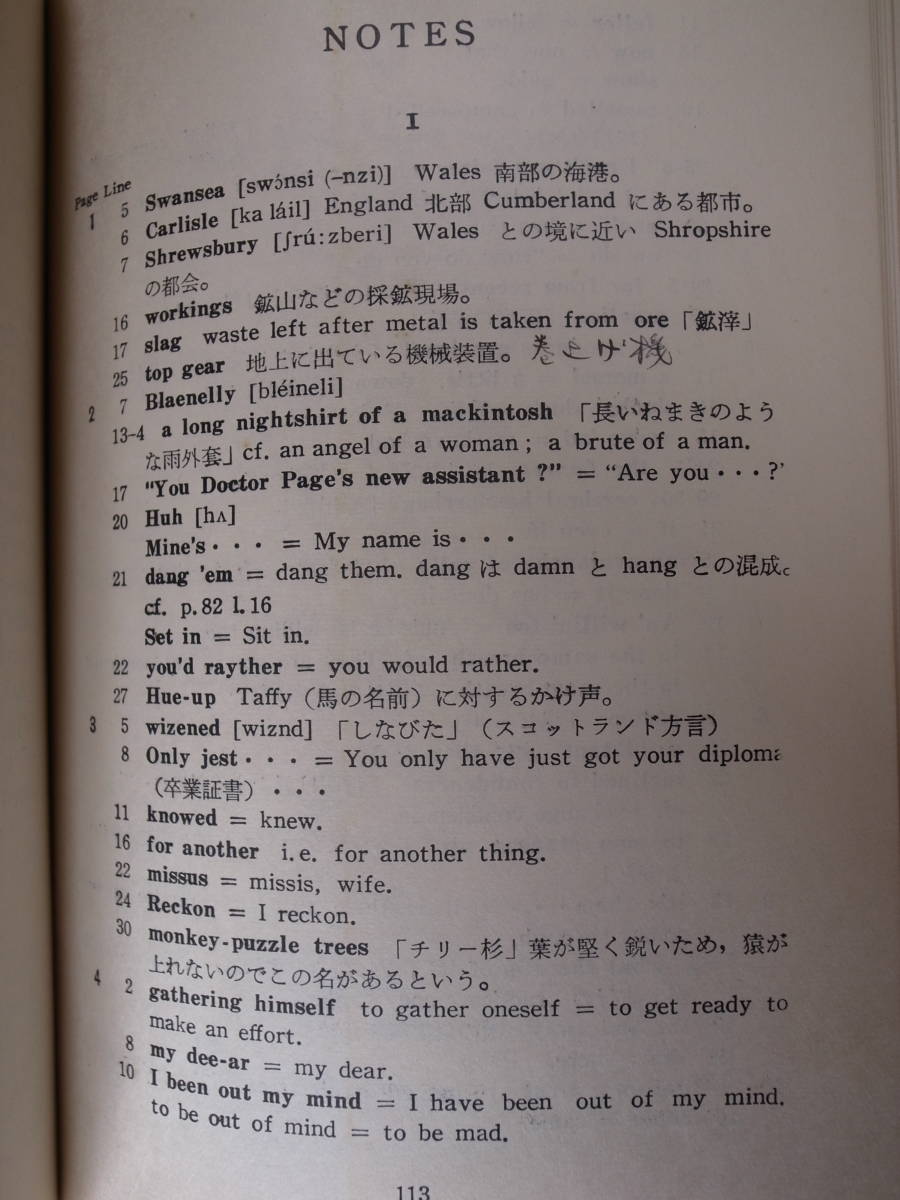 NOTES
I
Page Line
1 5 Swansea [swɔ́nsi (-nzi)] Wales 南部の海港。
6 Carlisle [ka láil] England 北部 Cumberland にある都市。
7 Shrewsbury [ʃrú:zberi] Wales との境に近い Shropshire
の都会。
16 workings 鉱山などの採鉱現場。
17 slag waste left after metal is taken from ore「鉱滓」
25 top gear 地上に出ている機械装置。巻上げ機
2 7 Blaenelly [bléineli]
13-4 a long nightshirt of a mackintosh 「長いねまきのよう
な雨外套」cf. an angel of a woman; a brute of a man.
17 "You Doctor Page's new assistant?" = "Are you・・・?"
20 Huh [hʌ]
Mine's・・・ = My name is・・・
21 dang 'em = dang them. dang は damn と hang との混成。
cf. p.82 l.16
Set in = Sit in.
22 you'd rayther = you would rather.
27 Hue-up Taffy（馬の名前）に対するかけ声。
3 5 wizened [wiznd] 「しなびた」（スコットランド方言）
8 Only jest・・・ = You only have just got your diploma
（卒業証書）・・・
11 knowed = knew.
16 for another i.e. for another thing.
22 missus = missis, wife.
24 Reckon = I reckon.
30 monkey-puzzle trees 「チリー杉」葉が堅く鋭いため，猿が
上れないのでこの名があるという。
4 2 gathering himself to gather oneself = to get ready to
make an effort.
8 my dee-ar = my dear.
10 I been out my mind = I have been out of my mind.
to be out of mind = to be mad.
113